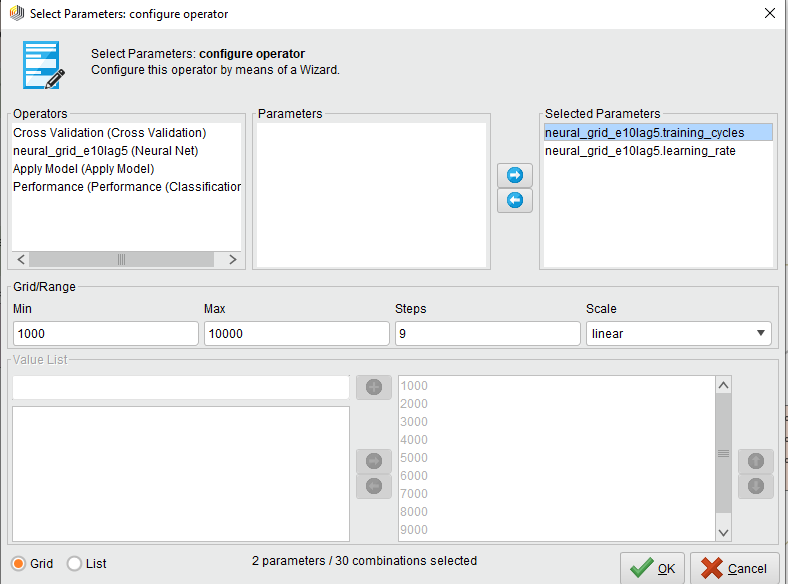 Select Parameters: configure operator
Select Parameters: configure operator
Configure this operator by means of a Wizard.
Operators
Cross Validation (Cross Validation)
neural_grid_e10lag5 (Neural Net)
Apply Model (Apply Model)
Performance (Performance (Classification
Parameters
Selected Parameters
neural_grid_e10lag5.training_cycles
neural_grid_e10lag5.learning_rate
Grid/Range
Min Max Steps Scale
1000 10000 9 linear
Value List
1000
2000
3000
4000
5000
6000
7000
8000
9000
Grid List 2 parameters / 30 combinations selected OK Cancel